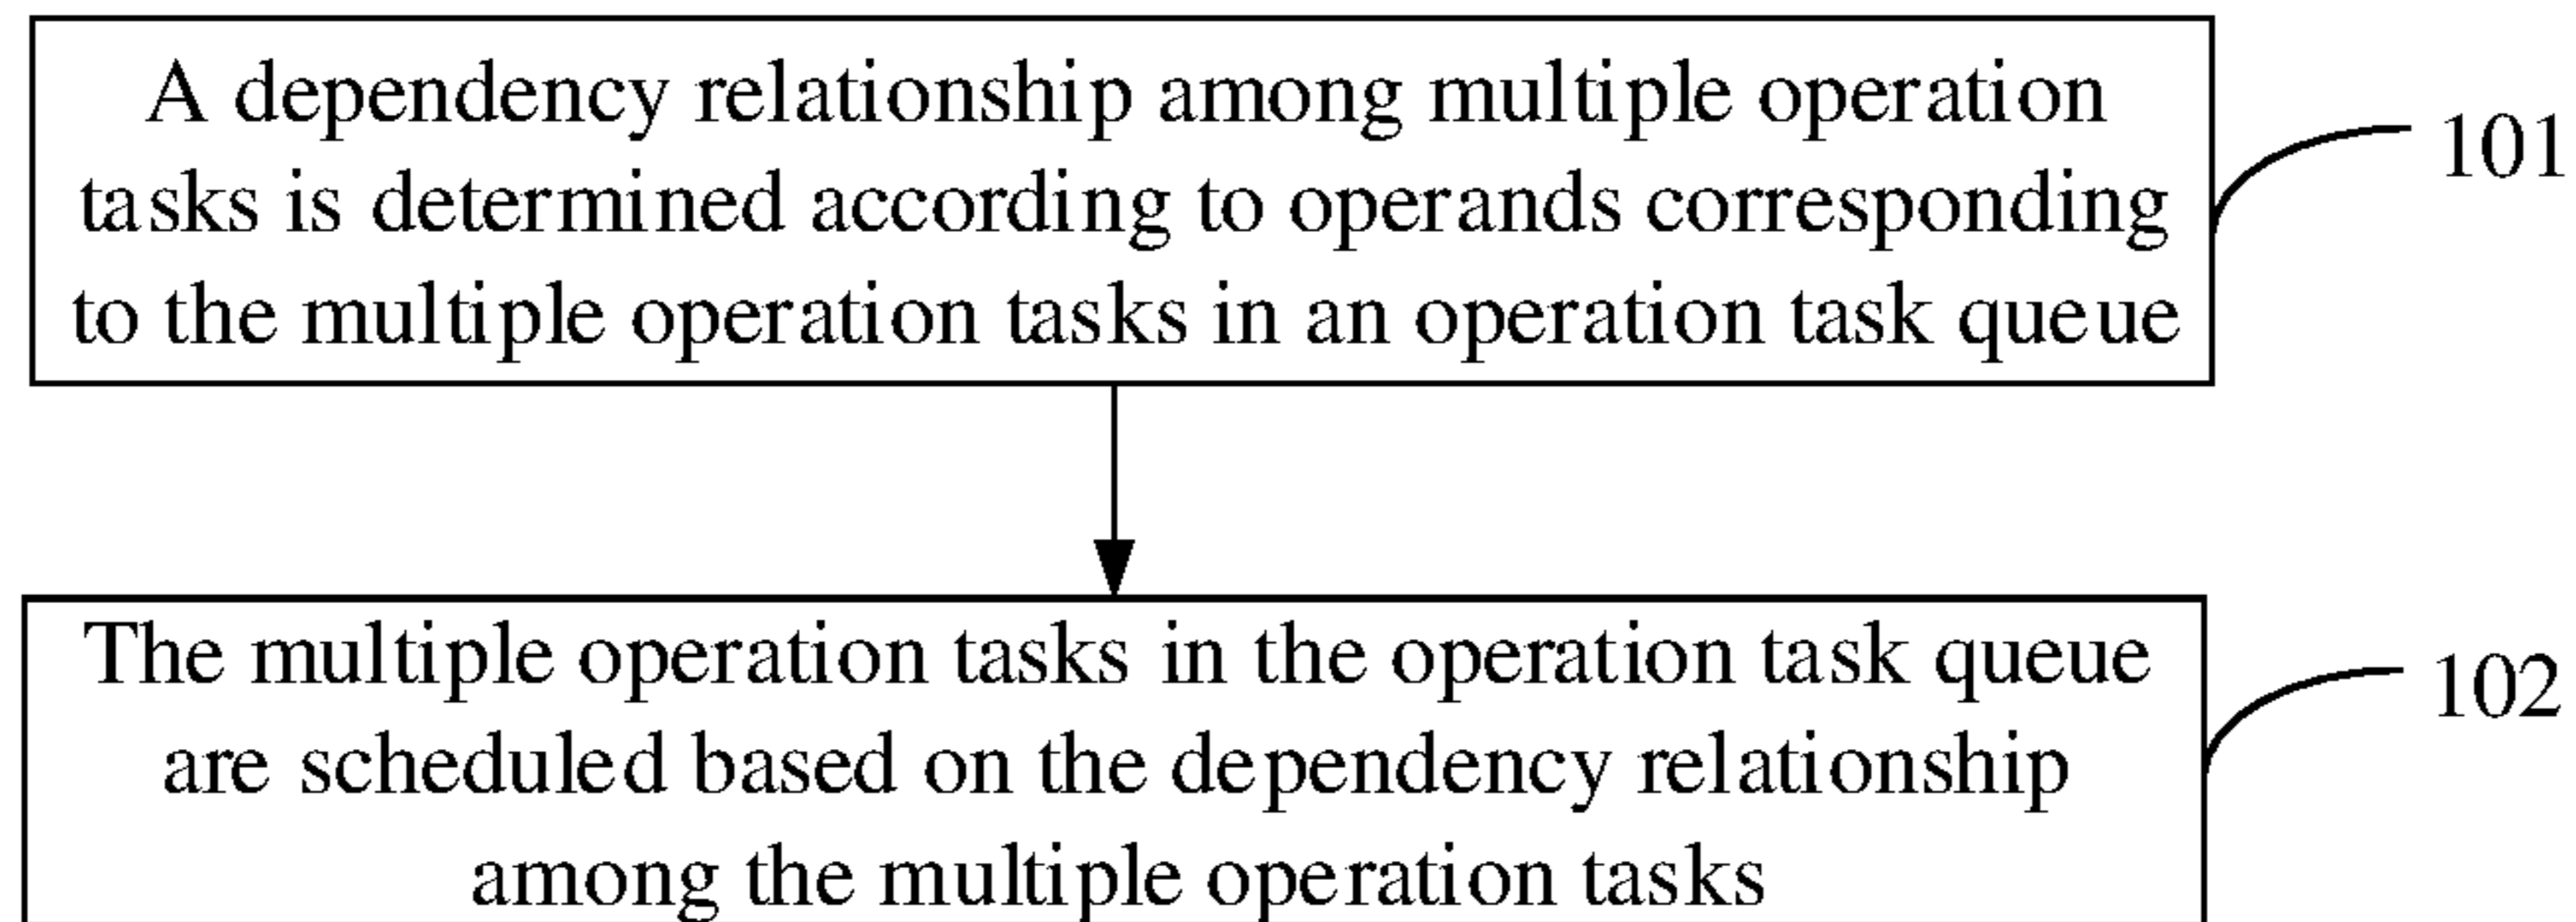 A dependency relationship among multiple operation
tasks is determined according to operands corresponding
to the multiple operation tasks in an operation task queue
101
The multiple operation tasks in the operation task queue
are scheduled based on the dependency relationship
among the multiple operation tasks
102